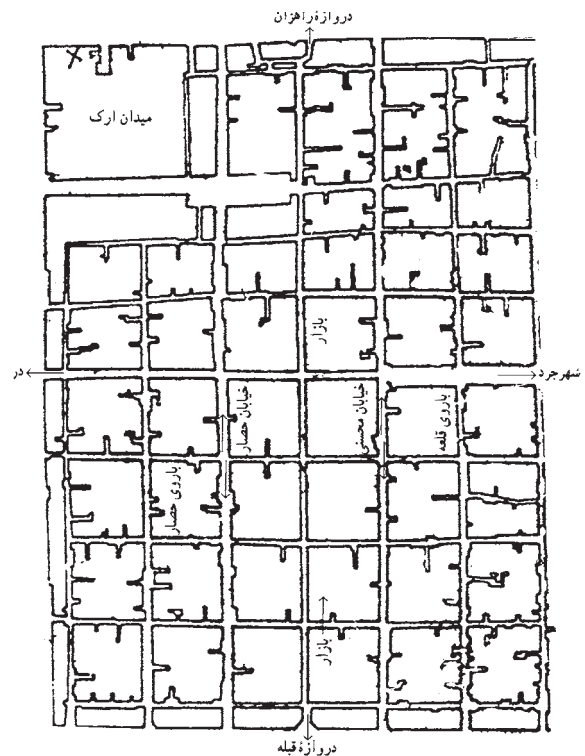 دروازهٔ راهزان
میدان ارک
بازار
شهرجرد
در
خیابان حصار
خیابان محسنی
باروی قلعه
باروی حصار
بازار
دروازهٔ قبله